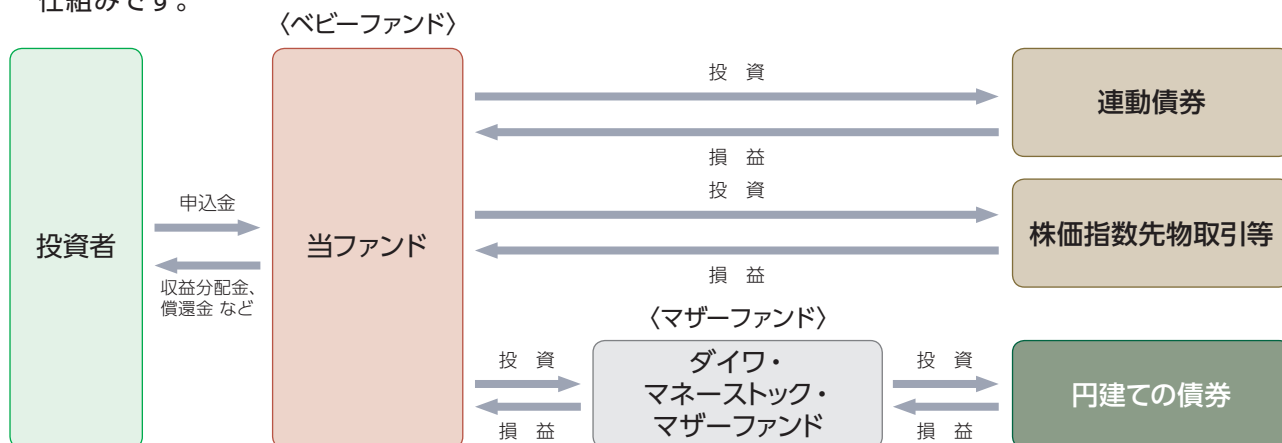 仕組みです。
〈ベビーファンド〉
投資者
申込金
収益分配金、
償還金 など
当ファンド
投 資
損 益
連動債券
投 資
損 益
株価指数先物取引等
〈マザーファンド〉
投 資
損 益
ダイワ・
マネーストック・
マザーファンド
投 資
損 益
円建ての債券